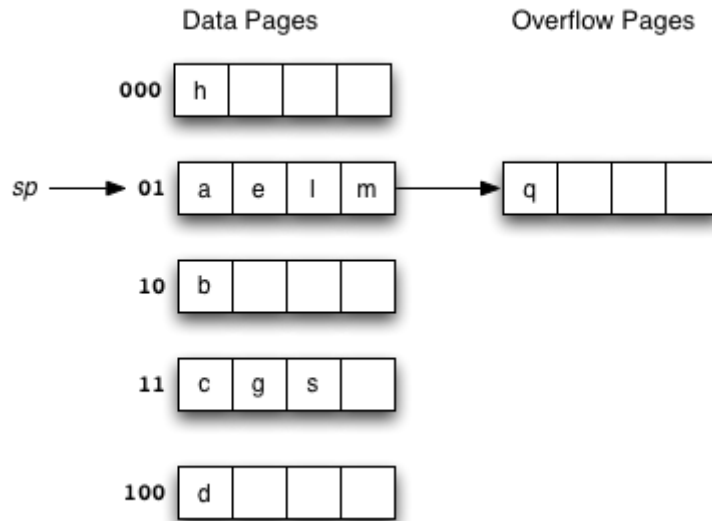 Data Pages Overflow Pages
000 h
sp 01 a e l m q
10 b
11 c g s
100 d